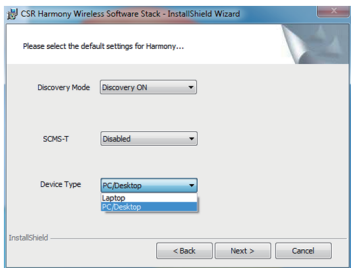 CSR Harmony Wireless Software Stack - InstallShield Wizard
Please select the default settings for Harmony...
Discovery Mode Discovery ON
SCMS-T Disabled
Device Type PC/Desktop
Laptop
PC/Desktop
InstallShield
< Back Next > Cancel